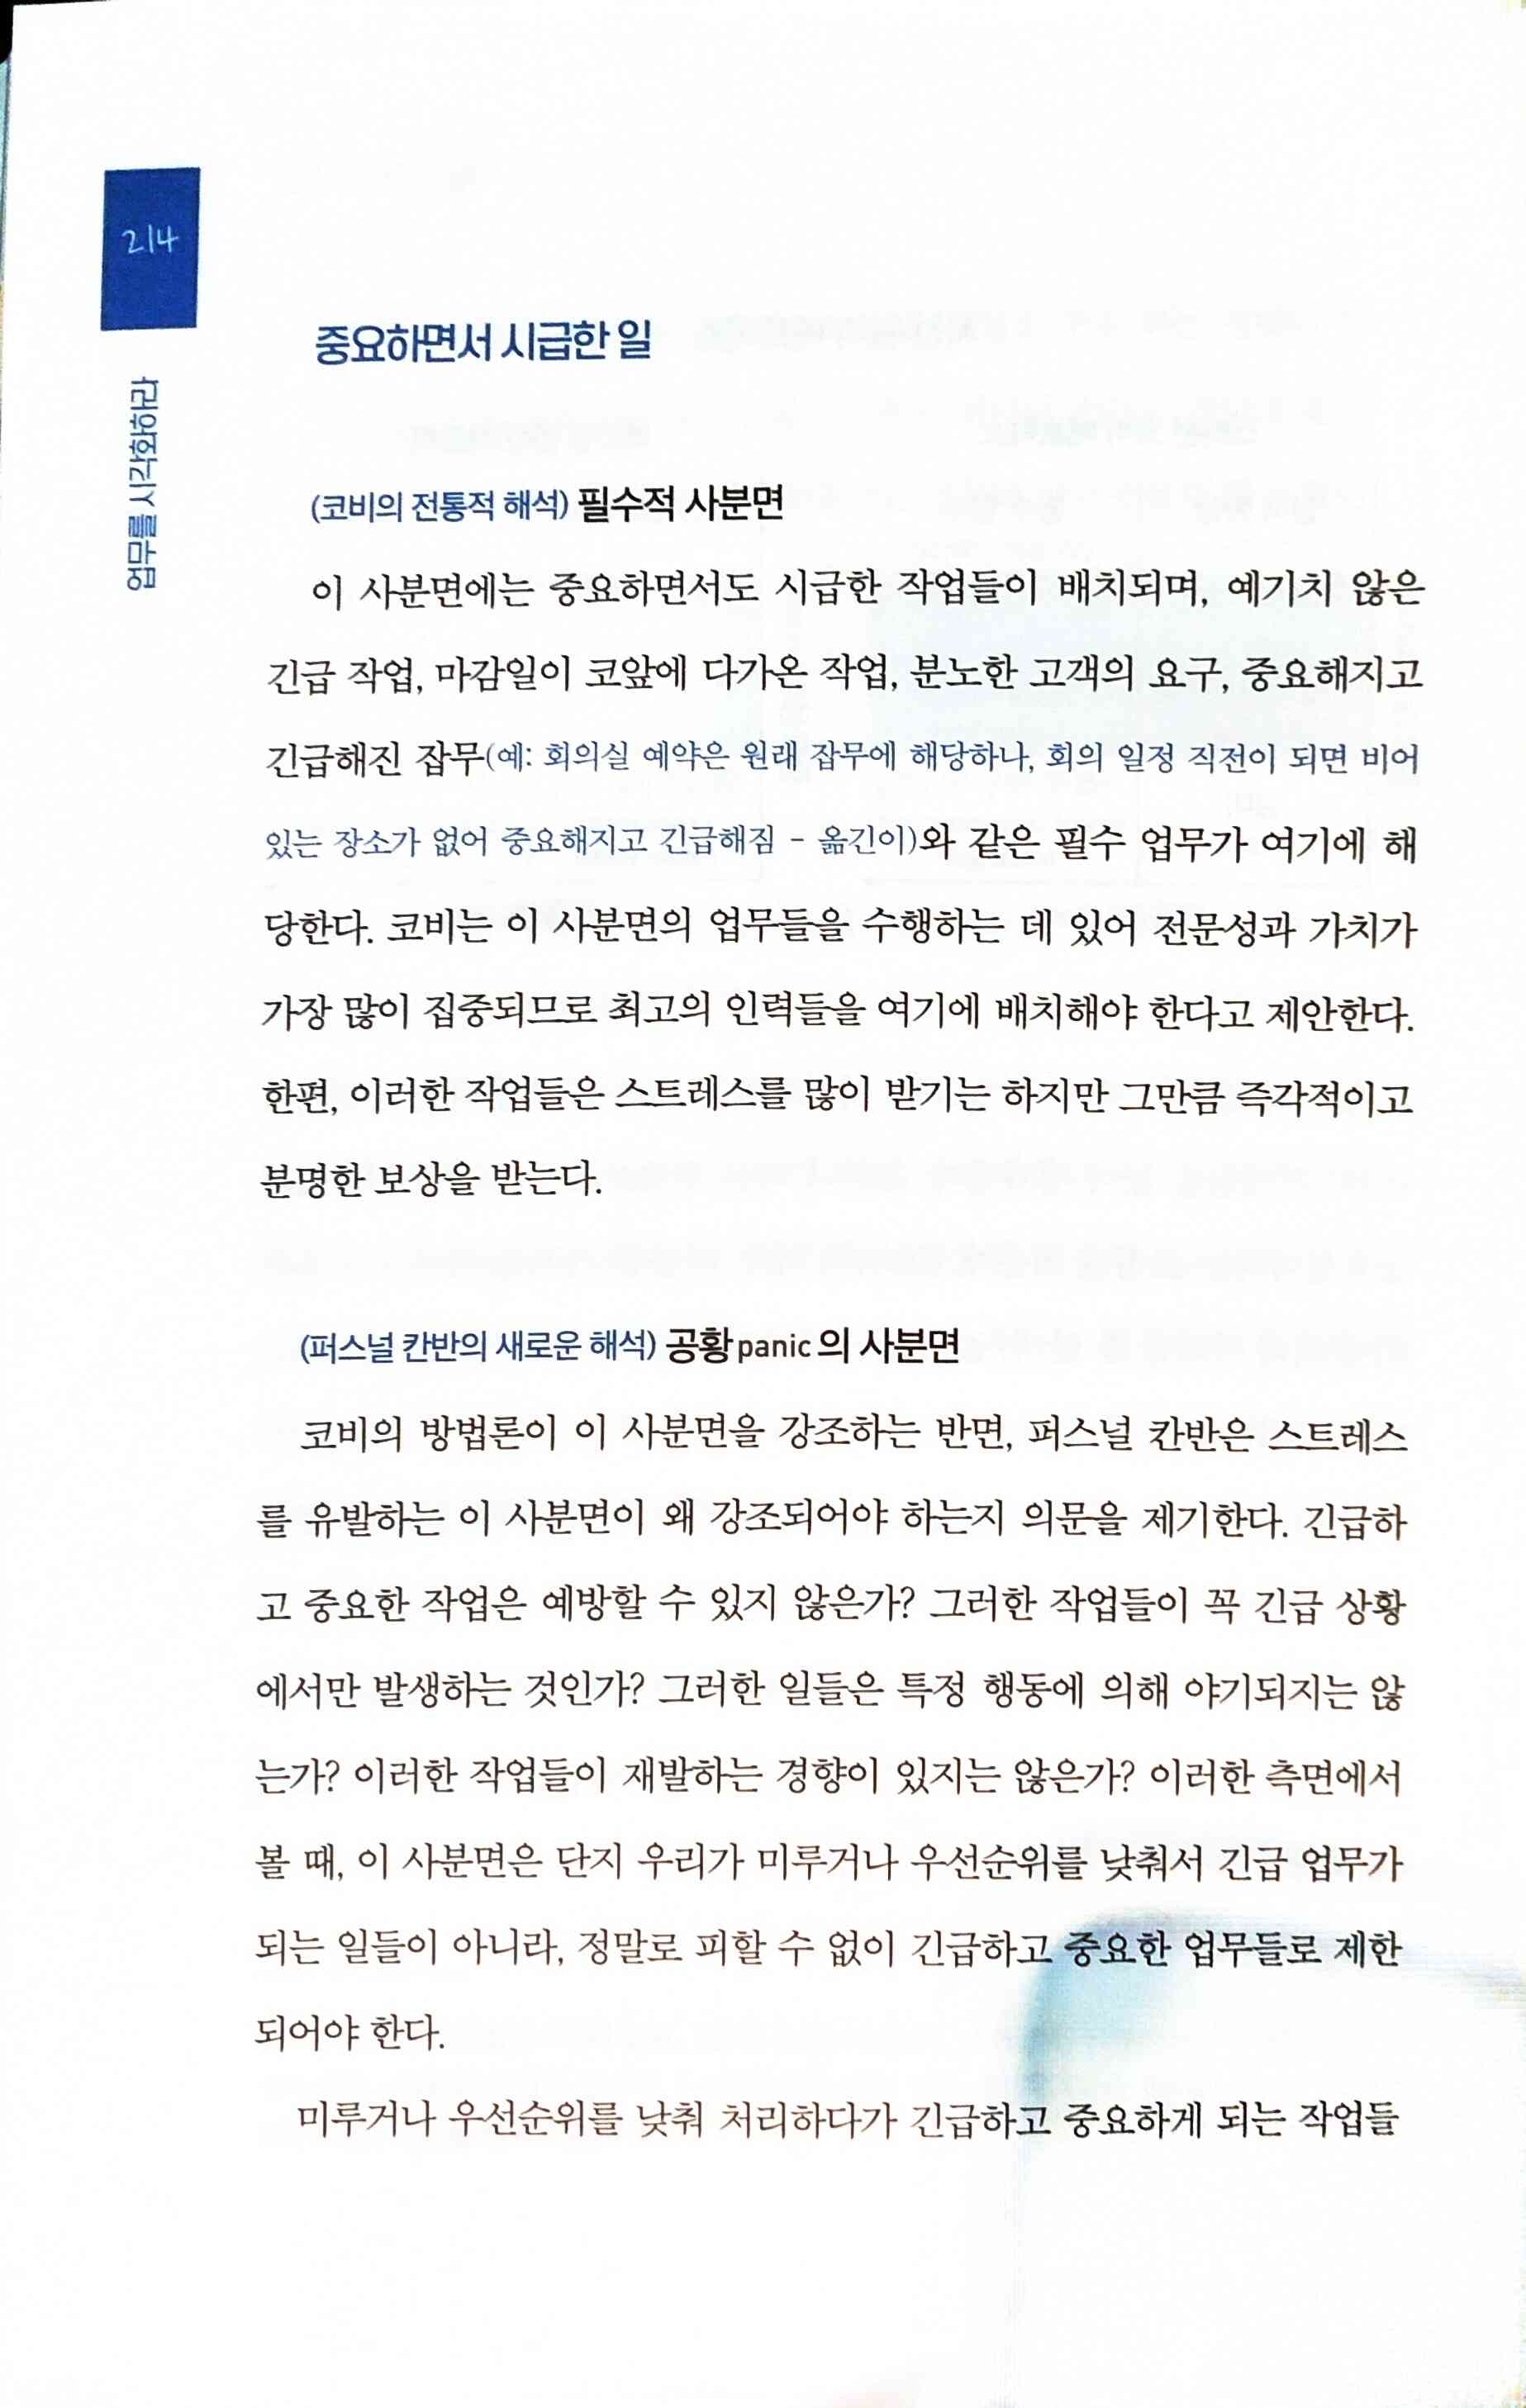 214
업무를 시각화하라
중요하면서 시급한 일
(코비의 전통적 해석) 필수적 사분면
이 사분면에는 중요하면서도 시급한 작업들이 배치되며, 예기치 않은
긴급 작업, 마감일이 코앞에 다가온 작업, 분노한 고객의 요구, 중요해지고
긴급해진 잡무(예: 회의실 예약은 원래 잡무에 해당하나, 회의 일정 직전이 되면 비어
있는 장소가 없어 중요해지고 긴급해짐 - 옮긴이)와 같은 필수 업무가 여기에 해
당한다. 코비는 이 사분면의 업무들을 수행하는 데 있어 전문성과 가치가
가장 많이 집중되므로 최고의 인력들을 여기에 배치해야 한다고 제안한다.
한편, 이러한 작업들은 스트레스를 많이 받기는 하지만 그만큼 즉각적이고
분명한 보상을 받는다.
(퍼스널 칸반의 새로운 해석) 공황panic의 사분면
코비의 방법론이 이 사분면을 강조하는 반면, 퍼스널 칸반은 스트레스
를 유발하는 이 사분면이 왜 강조되어야 하는지 의문을 제기한다. 긴급하
고 중요한 작업은 예방할 수 있지 않은가? 그러한 작업들이 꼭 긴급 상황
에서만 발생하는 것인가? 그러한 일들은 특정 행동에 의해 야기되지는 않
는가? 이러한 작업들이 재발하는 경향이 있지는 않은가? 이러한 측면에서
볼 때, 이 사분면은 단지 우리가 미루거나 우선순위를 낮춰서 긴급 업무가
되는 일들이 아니라, 정말로 피할 수 없이 긴급하고 중요한 업무들로 제한
되어야 한다.
미루거나 우선순위를 낮춰 처리하다가 긴급하고 중요하게 되는 작업들